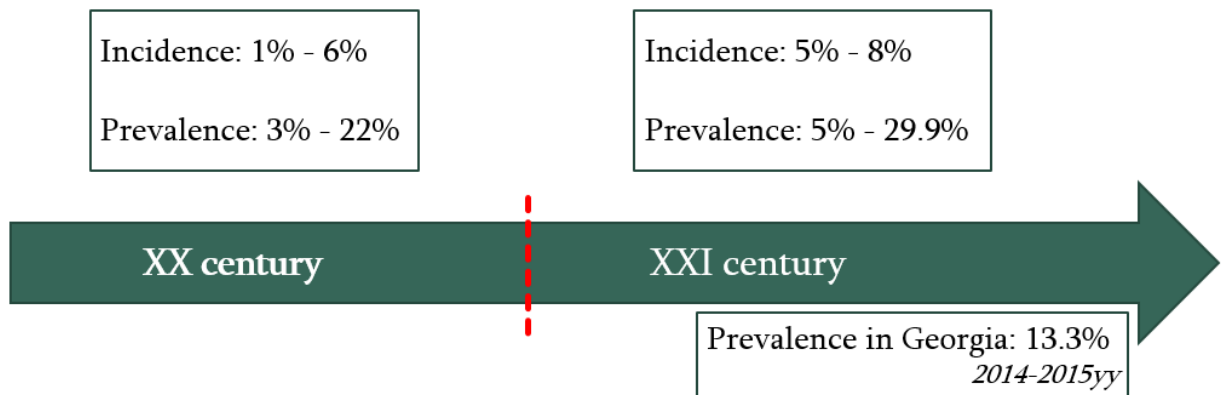 Incidence: 1% - 6%
Prevalence: 3% - 22%
Incidence: 5% - 8%
Prevalence: 5% - 29.9%
XX century
XXI century
Prevalence in Georgia: 13.3%
2014-2015yy